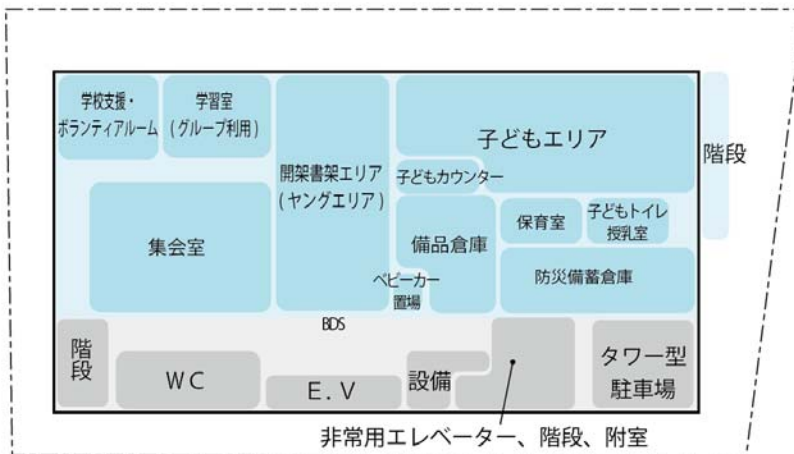 学校支援・
ボランティアルーム
学習室
(グループ利用)
開架書架エリア
(ヤングエリア)
子どもエリア
階段
子どもカウンター
集会室
備品倉庫
保育室
子どもトイレ
授乳室
ベビーカー
置場
防災備蓄倉庫
BDS
階段
WC
E.V
設備
タワー型
駐車場
非常用エレベーター、階段、附室